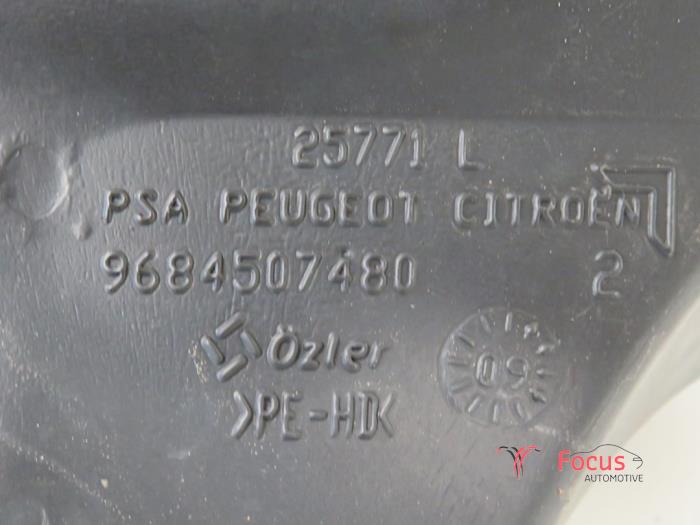 25771 L
PSA PEUGEOT CITROËN
9684507480 2
Özler
09
>PE-HD<
Focus
AUTOMOTIVE